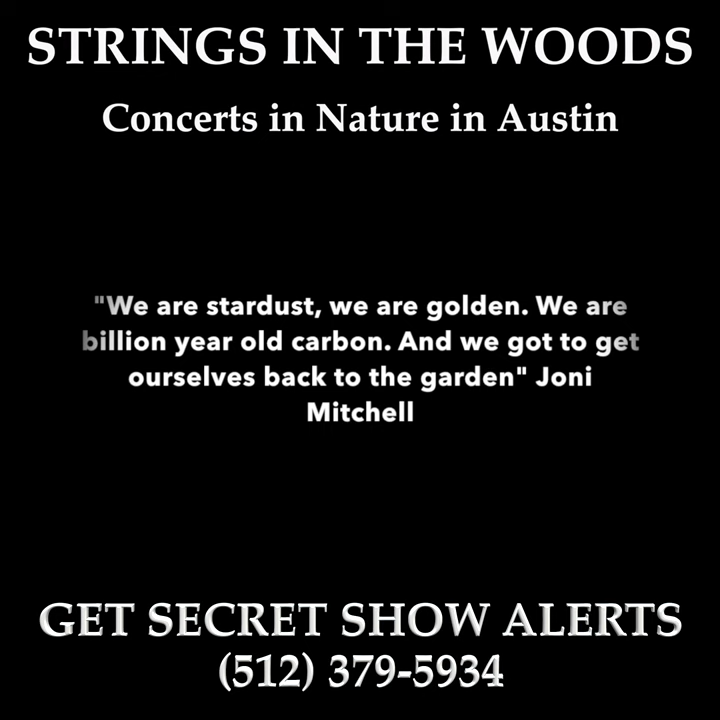 STRINGS IN THE WOODS
Concerts in Nature in Austin
"We are stardust, we are golden. We are
billion year old carbon. And we got to get
ourselves back to the garden" Joni
Mitchell
GET SECRET SHOW ALERTS
(512) 379-5934